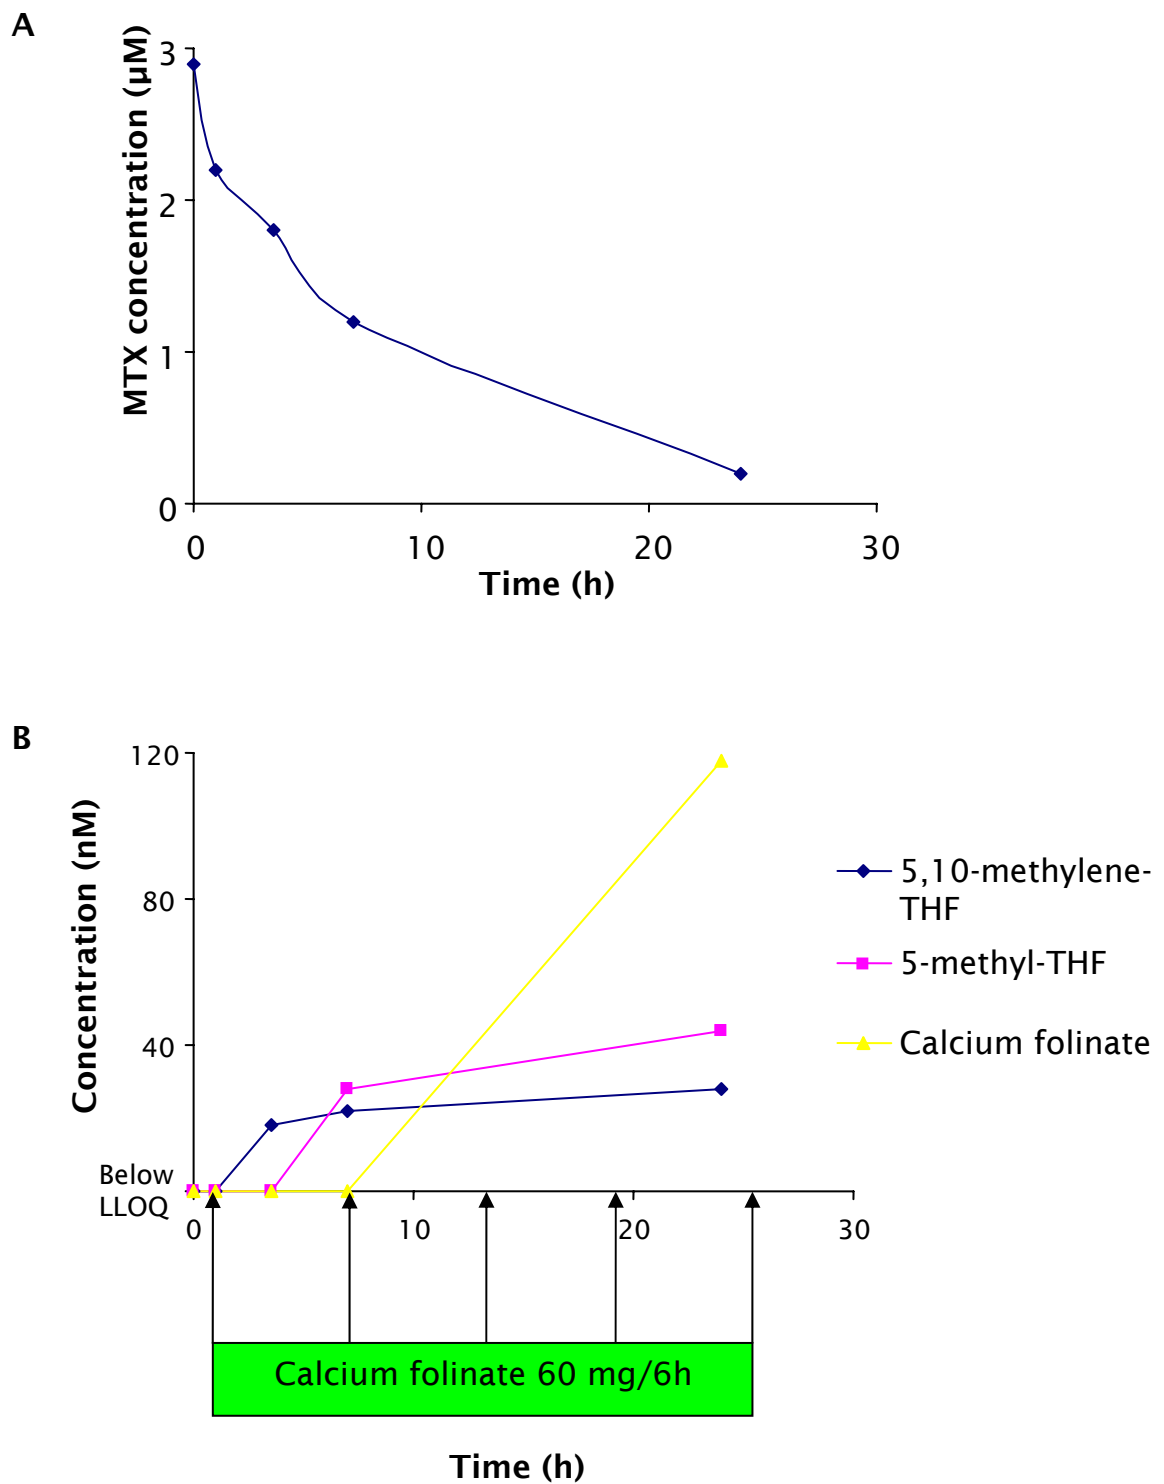 A
MTX concentration (µM)
3
2
1
0
0 10 20 30
Time (h)
B
Concentration (nM)
120
80
40
Below
LLOQ
0 10 20 30
5,10-methylene-
THF
5-methyl-THF
Calcium folinate
Calcium folinate 60 mg/6h
Time (h)